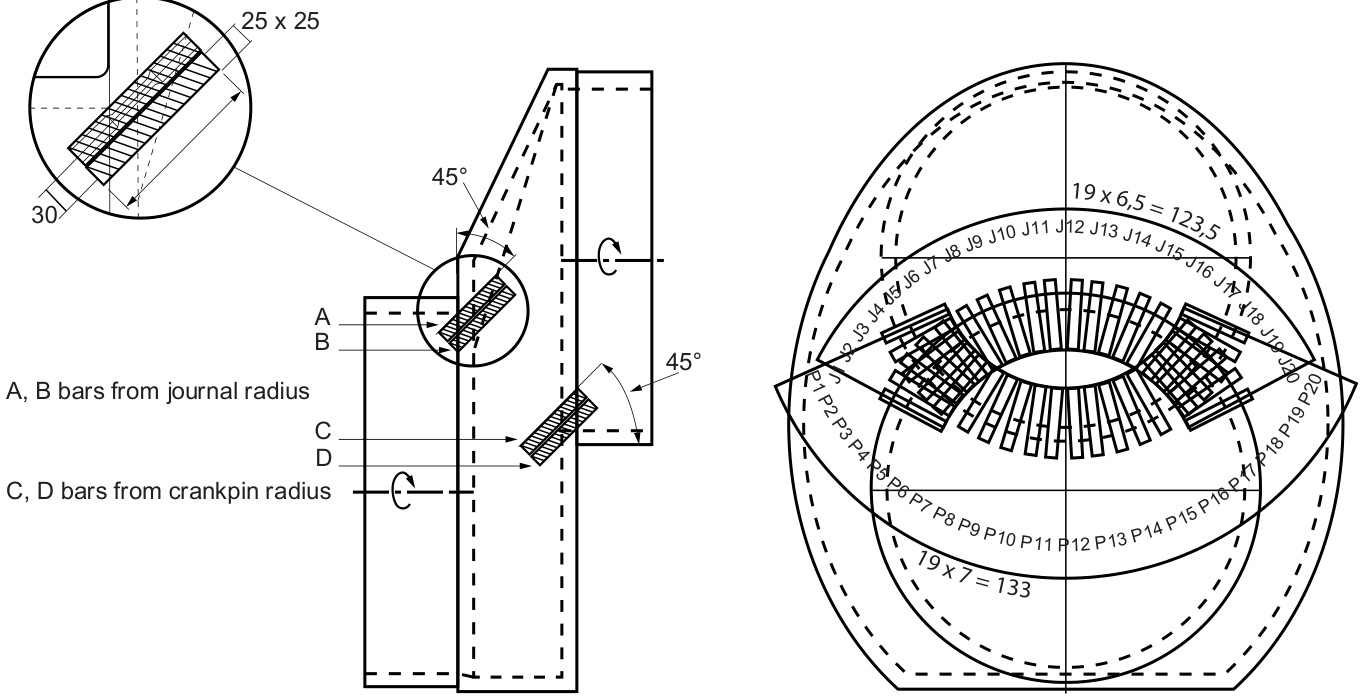 25 x 25
30
45°
A
B
A, B bars from journal radius
45°
C
D
C, D bars from crankpin radius
19 x 6,5 = 123,5
J2 J3 J4 J5 J6 J7 J8 J9 J10 J11 J12 J13 J14 J15 J16 J17 J18 J19 J20
P1 P2 P3 P4 P5 P6 P7 P8 P9 P10 P11 P12 P13 P14 P15 P16 P17 P18 P19 P20
19 x 7 = 133